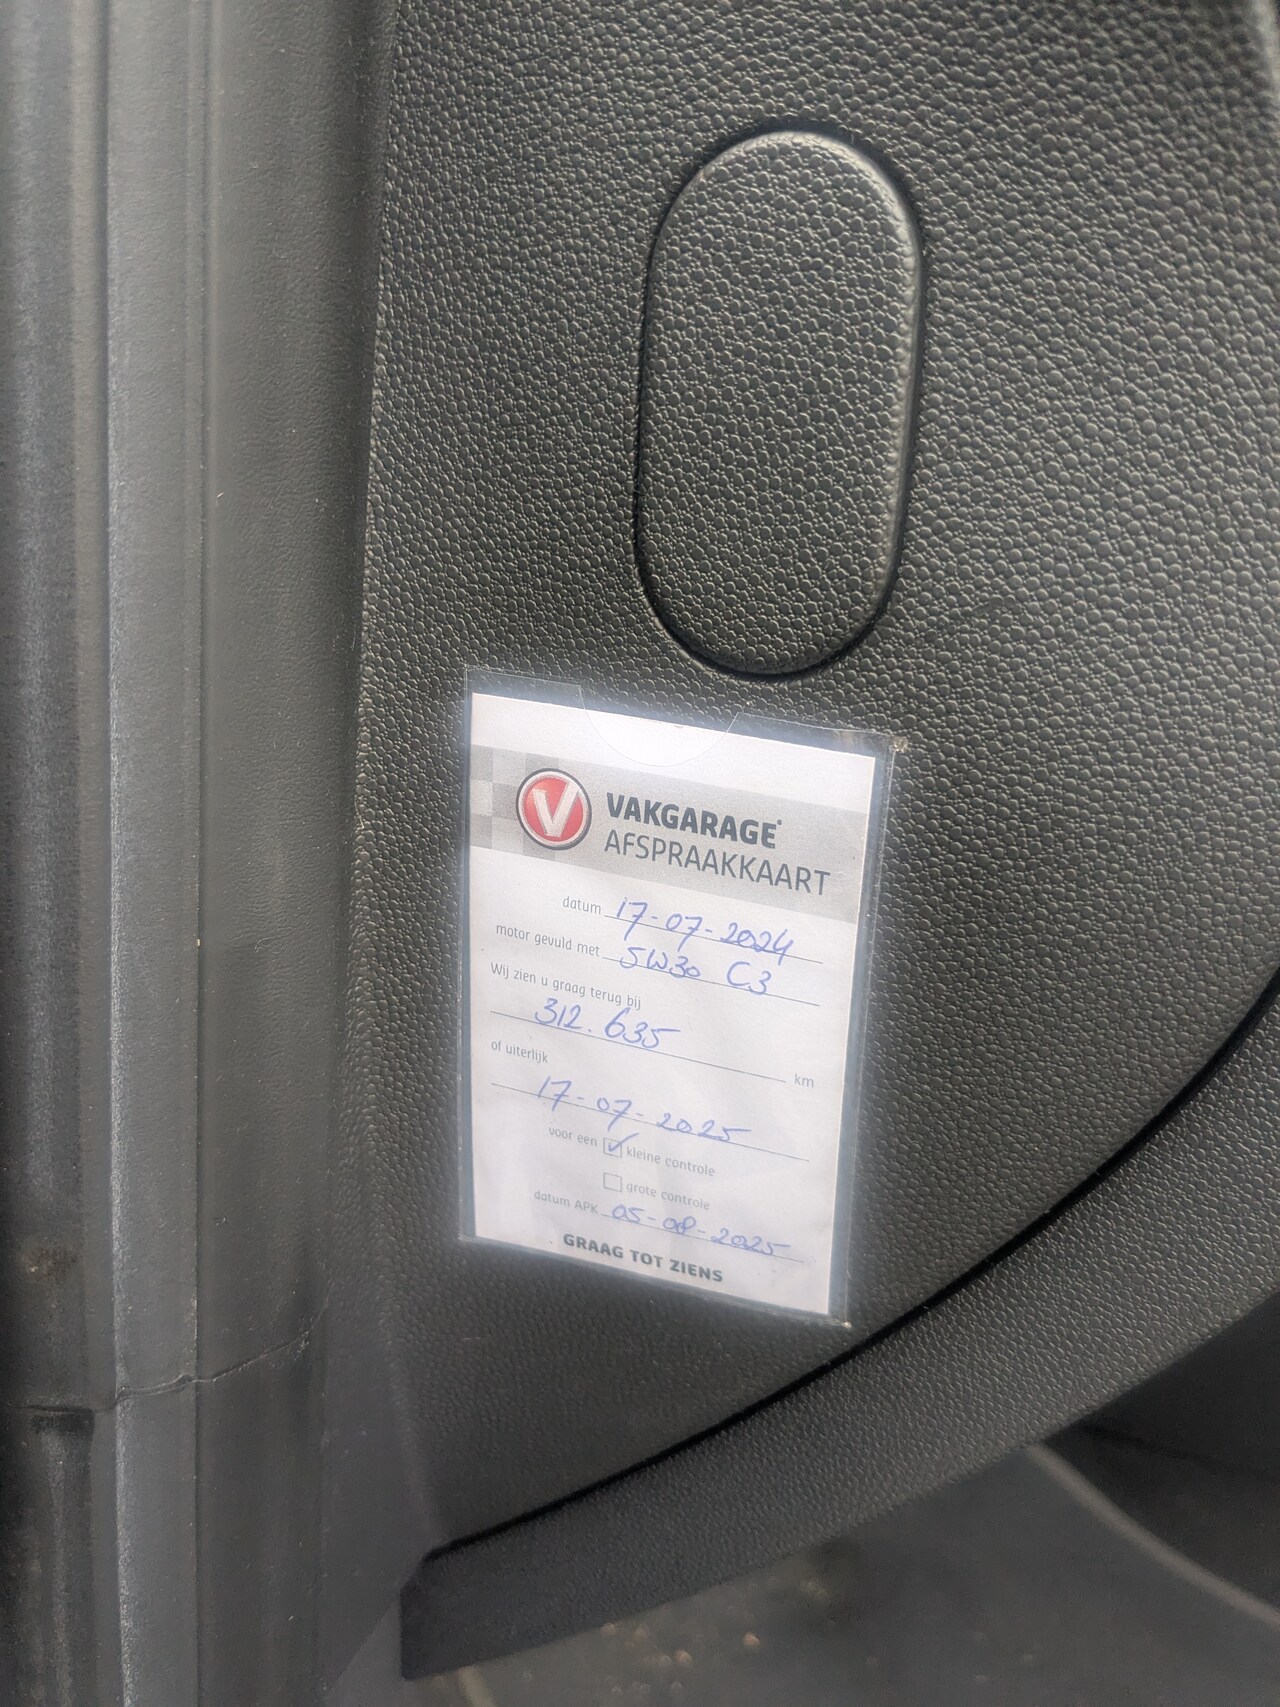 V VAKGARAGE®
AFSPRAAKKAART
datum 17-07-2024
motor gevuld met 5W30 C3
Wij zien u graag terug bij
312.635 km
of uiterlijk
17-07-2025
voor een kleine controle
grote controle
datum APK 05-08-2025
GRAAG TOT ZIENS